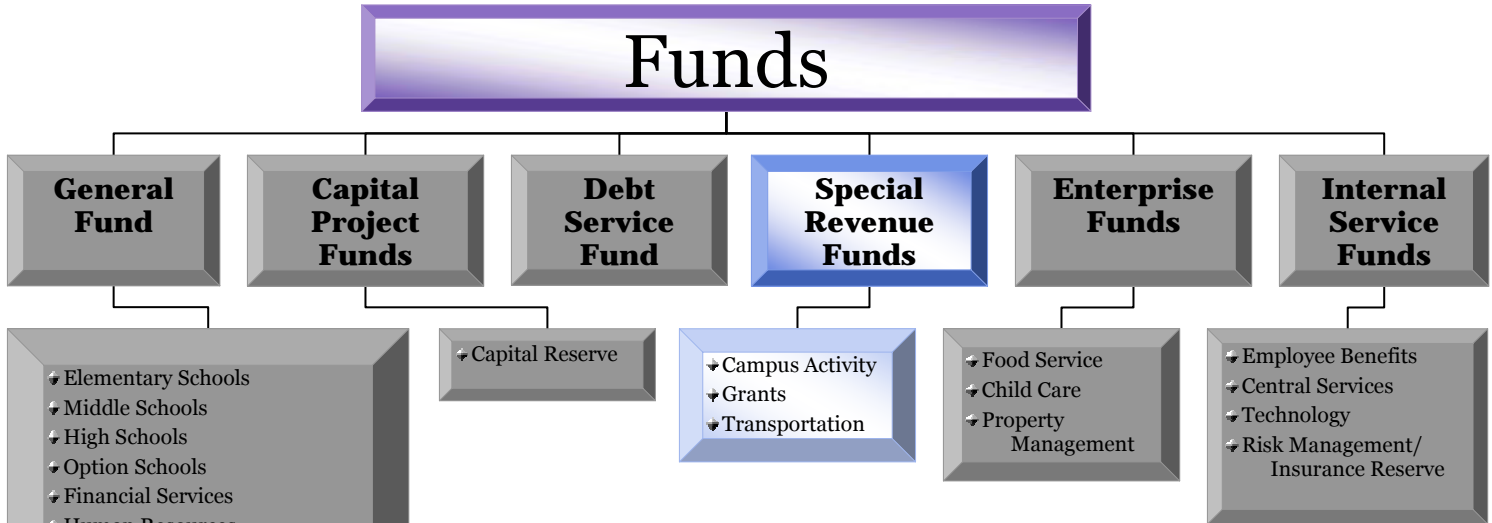 Funds
General
Fund
Capital
Project
Funds
Debt
Service
Fund
Special
Revenue
Funds
Enterprise
Funds
Internal
Service
Funds
Elementary Schools
Middle Schools
High Schools
Option Schools
Financial Services
Human Resources
Capital Reserve
Campus Activity
Grants
Transportation
Food Service
Child Care
Property
Management
Employee Benefits
Central Services
Technology
Risk Management/
Insurance Reserve